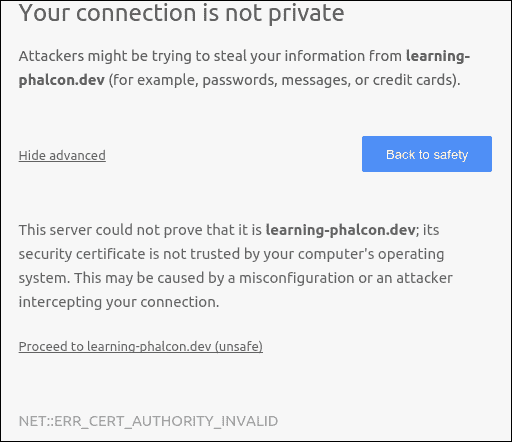 Your connection is not private
Attackers might be trying to steal your information from learning-
phalcon.dev (for example, passwords, messages, or credit cards).
Hide advanced
Back to safety
This server could not prove that it is learning-phalcon.dev; its
security certificate is not trusted by your computer's operating
system. This may be caused by a misconfiguration or an attacker
intercepting your connection.
Proceed to learning-phalcon.dev (unsafe)
NET::ERR_CERT_AUTHORITY_INVALID